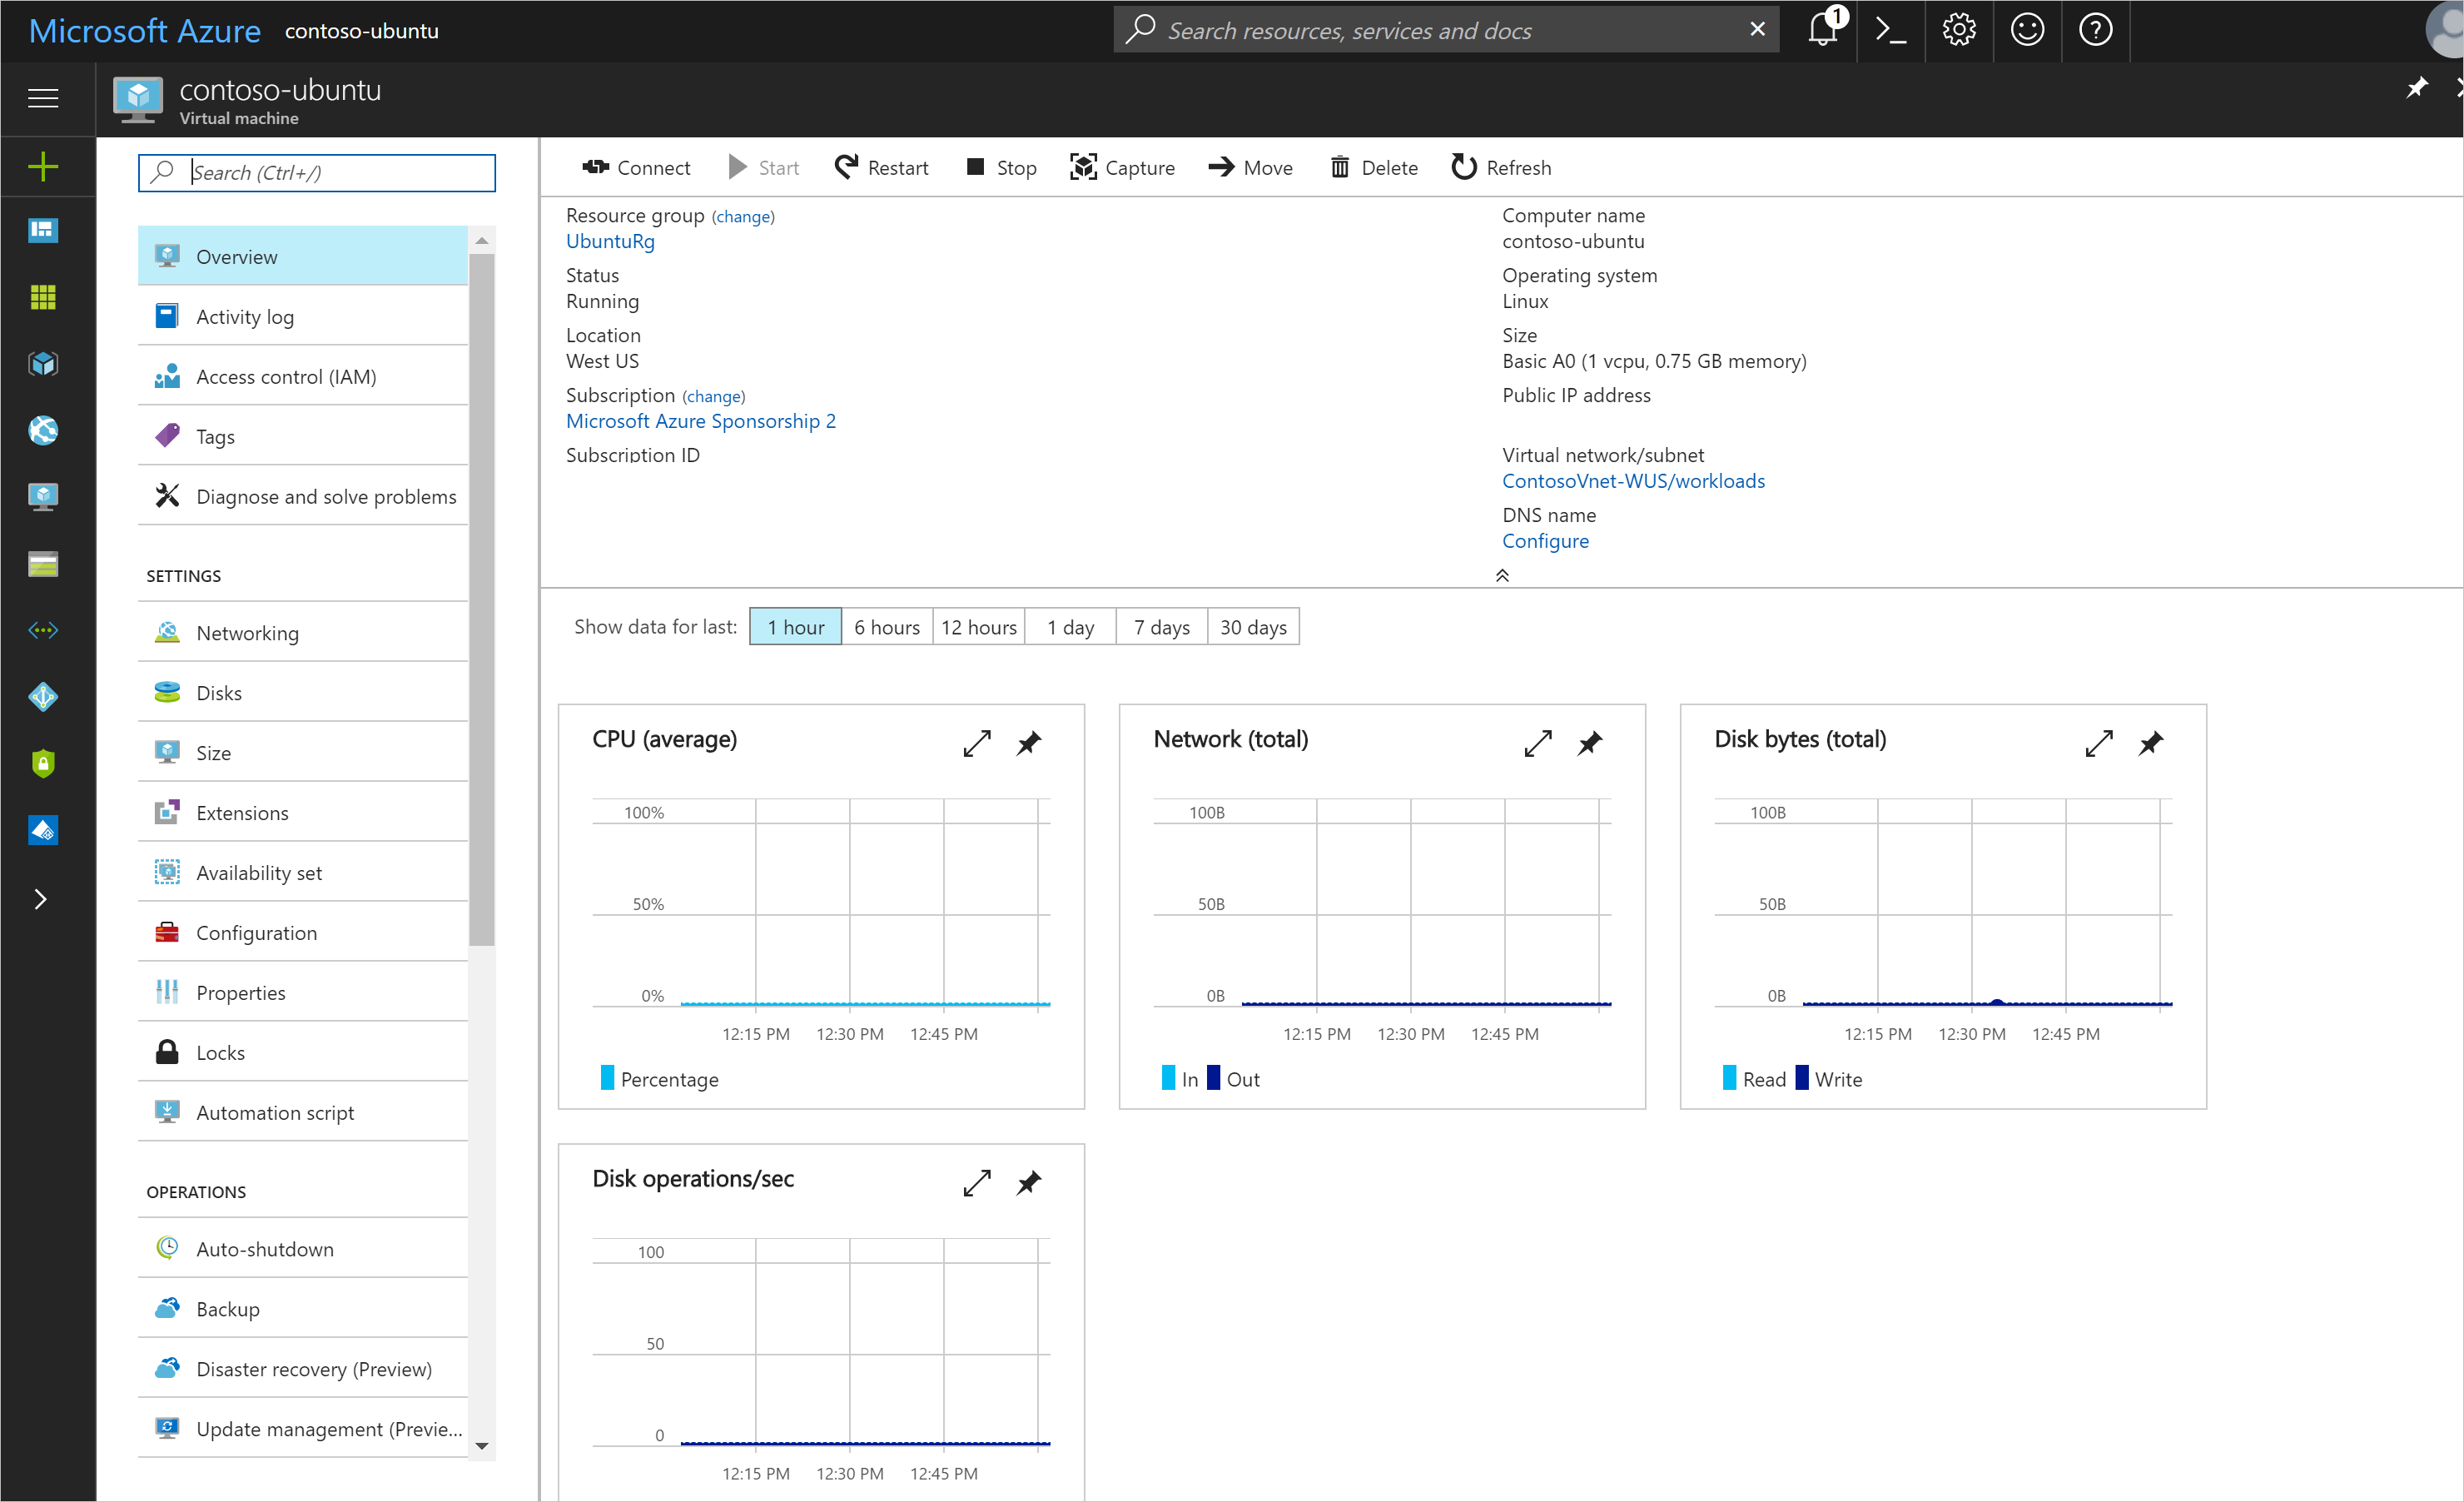 Microsoft Azure contoso-ubuntu
Search resources, services and docs
1
contoso-ubuntu
Virtual machine
Search (Ctrl+/)
Overview
Activity log
Access control (IAM)
Tags
Diagnose and solve problems
SETTINGS
Networking
Disks
Size
Extensions
Availability set
Configuration
Properties
Locks
Automation script
OPERATIONS
Auto-shutdown
Backup
Disaster recovery (Preview)
Update management (Previe...
Connect Start Restart Stop Capture Move Delete Refresh
Resource group (change)
UbuntuRg
Status
Running
Location
West US
Subscription (change)
Microsoft Azure Sponsorship 2
Subscription ID
Computer name
contoso-ubuntu
Operating system
Linux
Size
Basic A0 (1 vcpu, 0.75 GB memory)
Public IP address
Virtual network/subnet
ContosoVnet-WUS/workloads
DNS name
Configure
Show data for last: 1 hour 6 hours 12 hours 1 day 7 days 30 days
CPU (average)
100%
50%
0%
12:15 PM 12:30 PM 12:45 PM
Percentage
Network (total)
100B
50B
0B
12:15 PM 12:30 PM 12:45 PM
In Out
Disk bytes (total)
100B
50B
0B
12:15 PM 12:30 PM 12:45 PM
Read Write
Disk operations/sec
100
50
0
12:15 PM 12:30 PM 12:45 PM